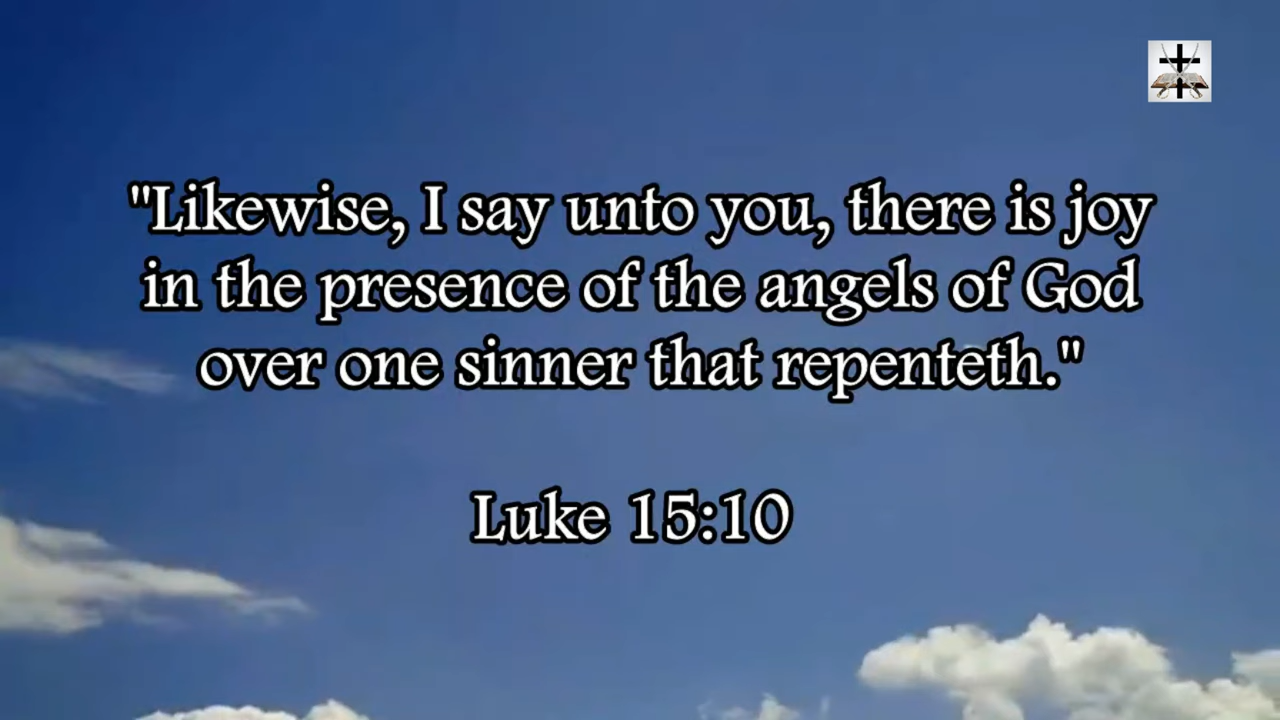 "Likewise, I say unto you, there is joy
in the presence of the angels of God
over one sinner that repenteth."
Luke 15:10